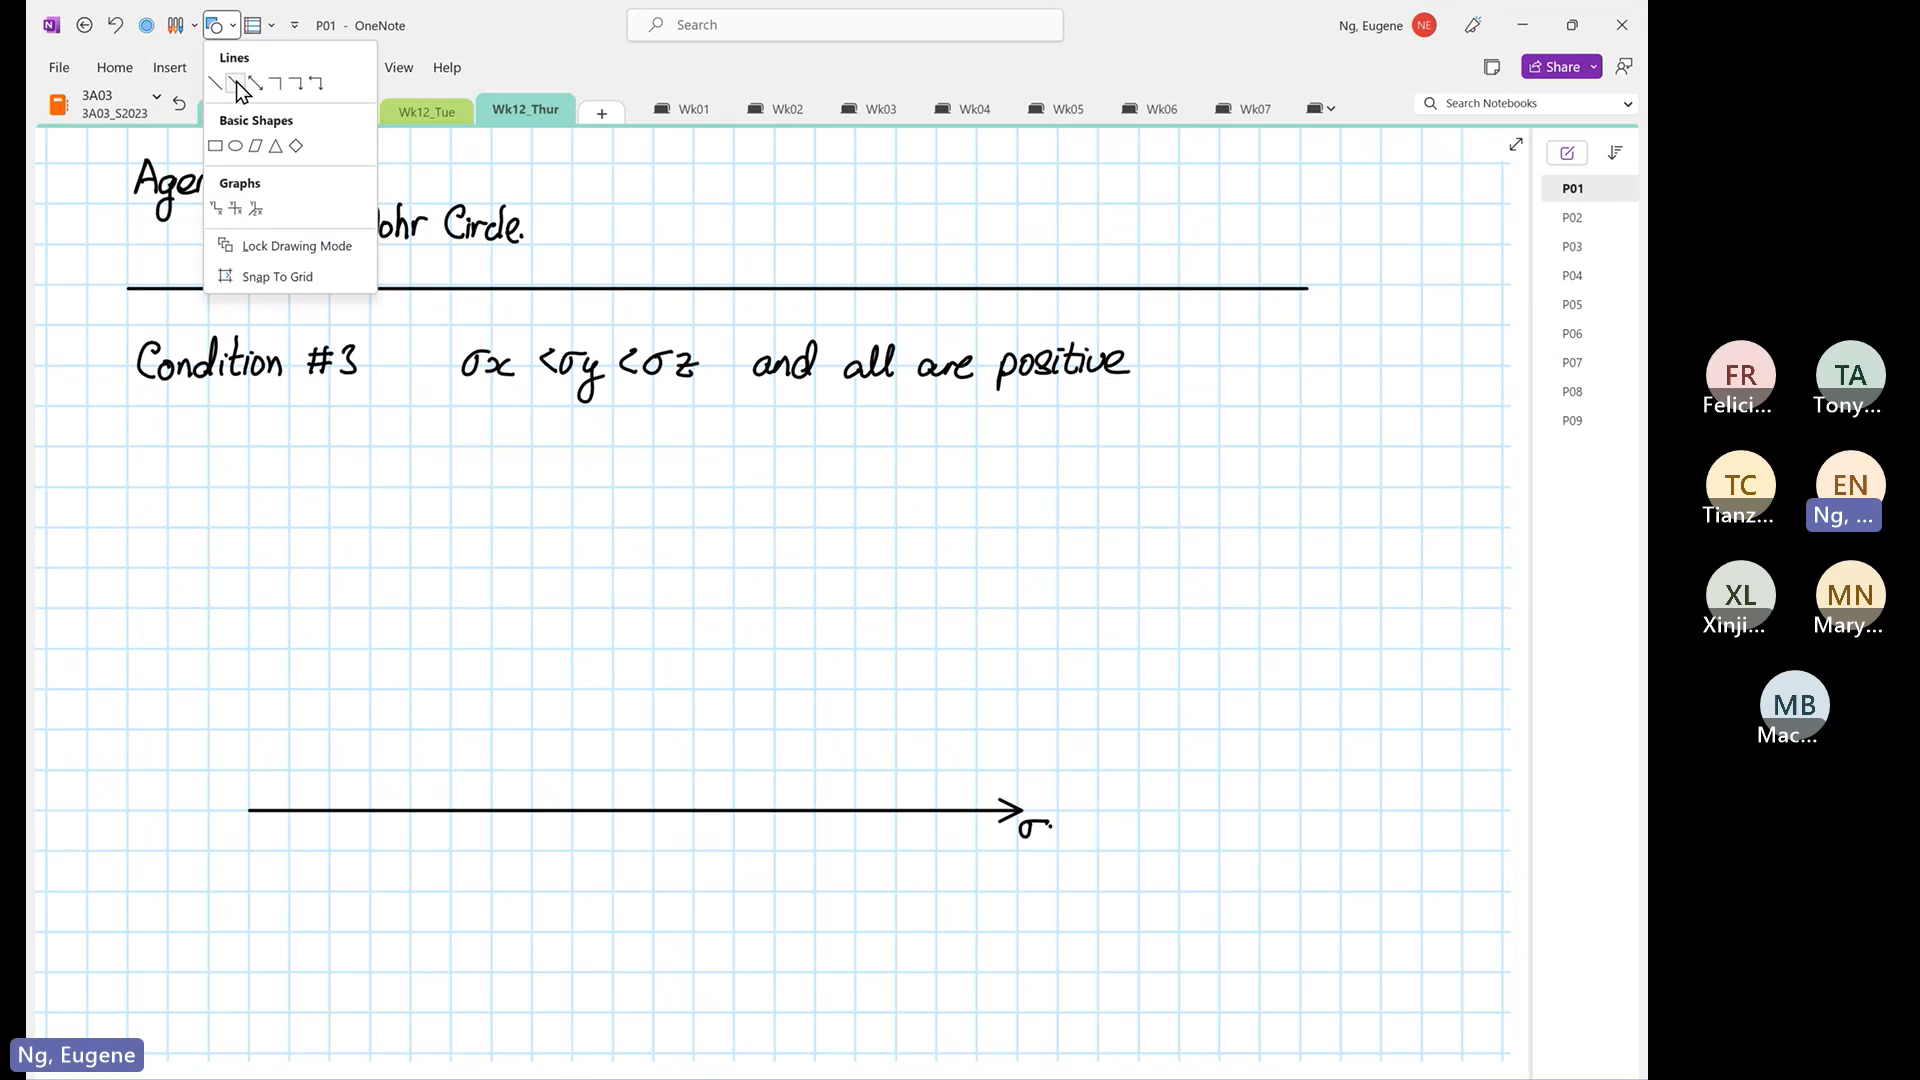 P01 - OneNote
Search
Ng, Eugene
NE
File
Home
Insert
View
Help
Share
Lines
Basic Shapes
Graphs
Lock Drawing Mode
Snap To Grid
3A03
3A03_S2023
Wk12_Tue
Wk12_Thur
+
Wk01
Wk02
Wk03
Wk04
Wk05
Wk06
Wk07
Search Notebooks
Circle.
Condition #3 σx <σy <σz and all are positive
σ
P01
P02
P03
P04
P05
P06
P07
P08
P09
FR
Felici...
TA
Tony...
TC
Tianz...
EN
Ng, ...
XL
Xinji...
MN
Mary...
MB
Mac...
Ng, Eugene